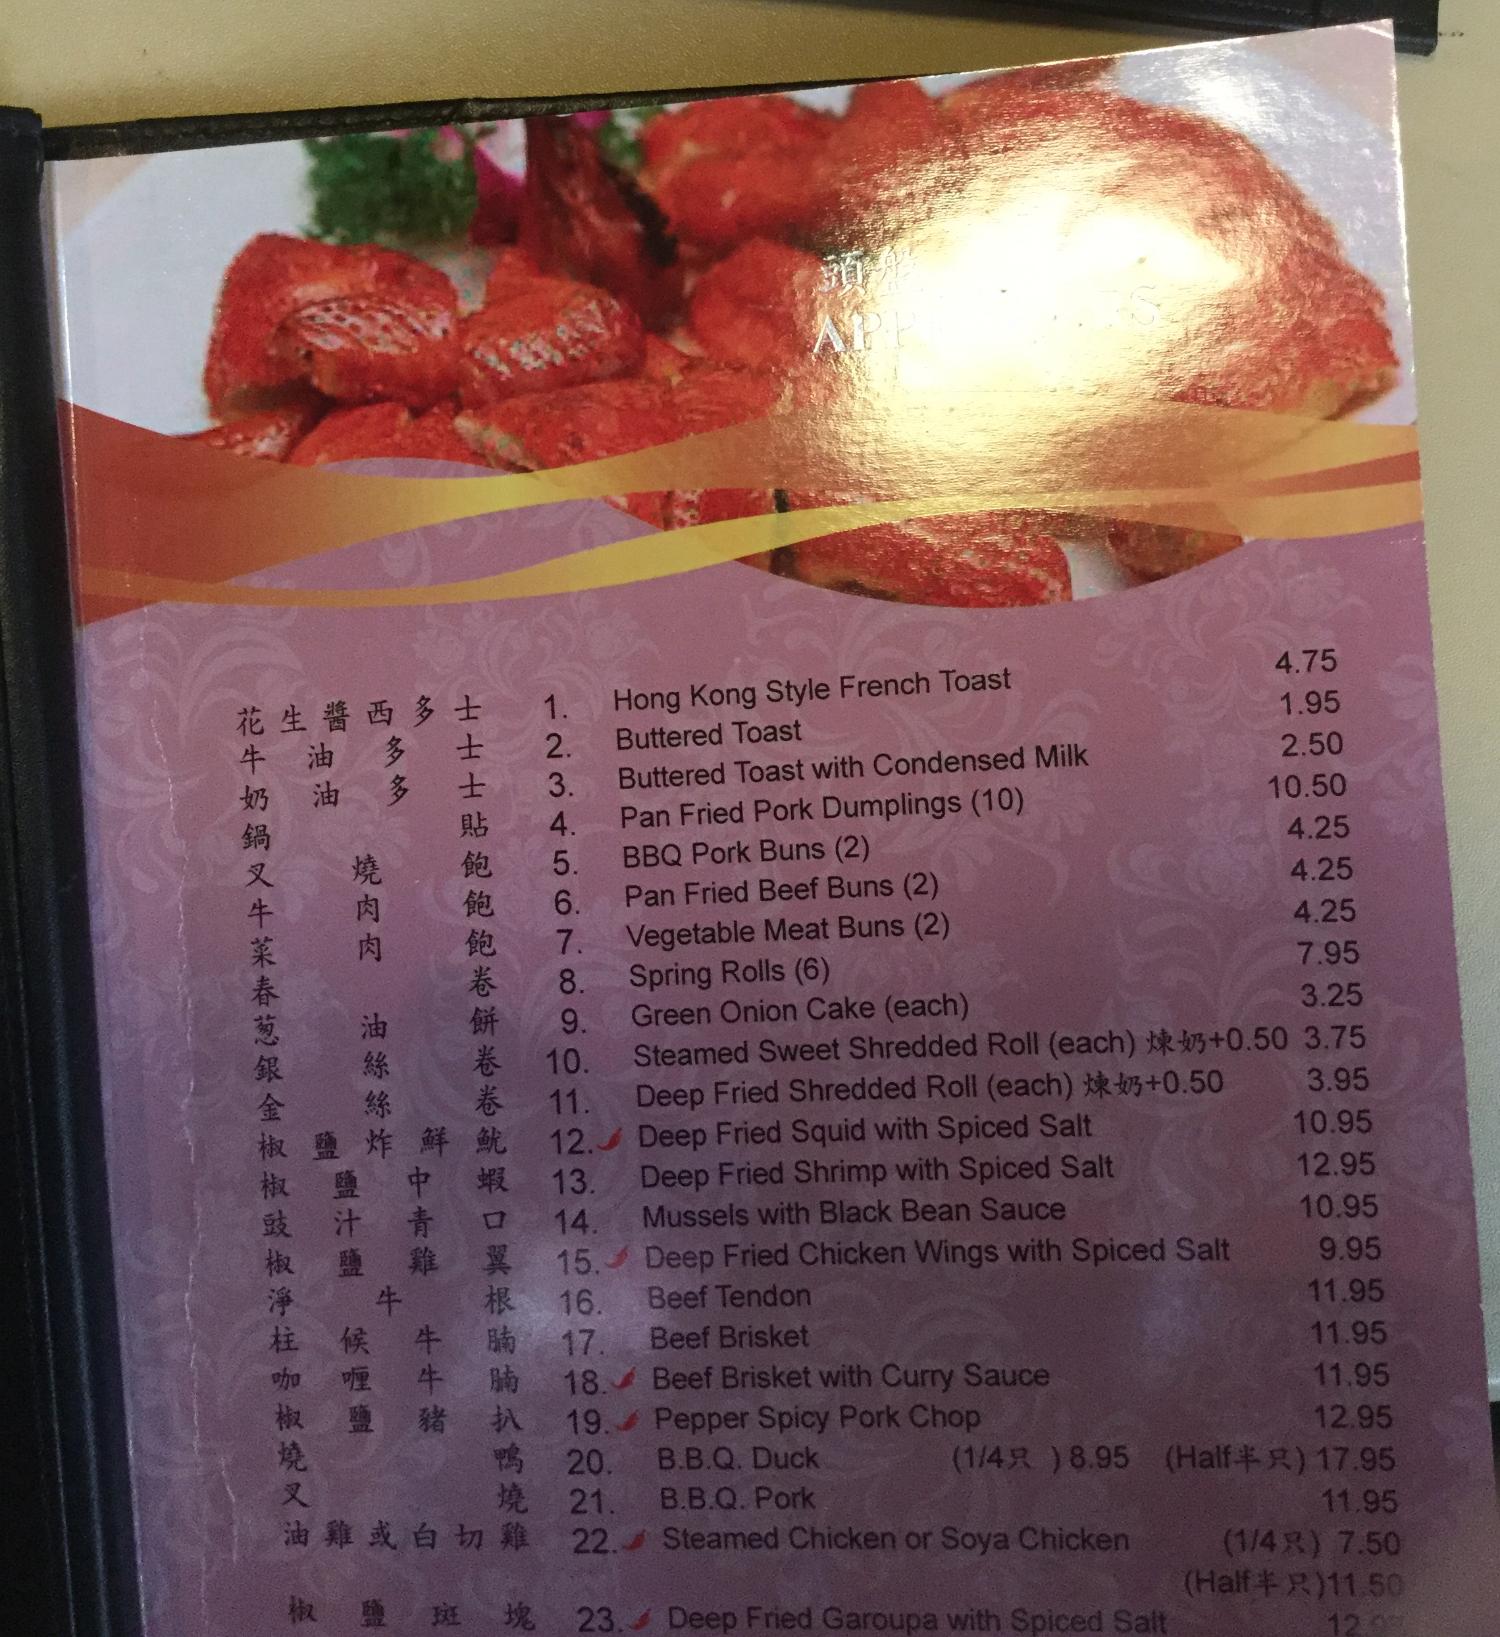 頭盤
花生醬西多士 1. Hong Kong Style French Toast 4.75
牛油多士 2. Buttered Toast 1.95
奶油多士 3. Buttered Toast with Condensed Milk 2.50
鍋貼 4. Pan Fried Pork Dumplings (10) 10.50
叉燒飽 5. BBQ Pork Buns (2) 4.25
牛肉飽 6. Pan Fried Beef Buns (2) 4.25
菜肉飽 7. Vegetable Meat Buns (2) 4.25
春卷 8. Spring Rolls (6) 7.95
葱油餅 9. Green Onion Cake (each) 3.25
銀絲卷 10. Steamed Sweet Shredded Roll (each) 煉奶+0.50 3.75
金絲卷 11. Deep Fried Shredded Roll (each) 煉奶+0.50 3.95
椒鹽炸鮮魷 12. Deep Fried Squid with Spiced Salt 10.95
椒鹽中蝦 13. Deep Fried Shrimp with Spiced Salt 12.95
豉汁青口 14. Mussels with Black Bean Sauce 10.95
椒鹽雞翼 15. Deep Fried Chicken Wings with Spiced Salt 9.95
淨牛根 16. Beef Tendon 11.95
柱候牛腩 17. Beef Brisket 11.95
咖喱牛腩 18. Beef Brisket with Curry Sauce 11.95
椒鹽豬扒 19. Pepper Spicy Pork Chop 12.95
燒鴨 20. B.B.Q. Duck (1/4只 ) 8.95 (Half半只) 17.95
叉燒 21. B.B.Q. Pork 11.95
油雞或白切雞 22. Steamed Chicken or Soya Chicken (1/4只) 7.50
(Half半只)11.50
椒鹽斑塊 23. Deep Fried Garoupa with Spiced Salt